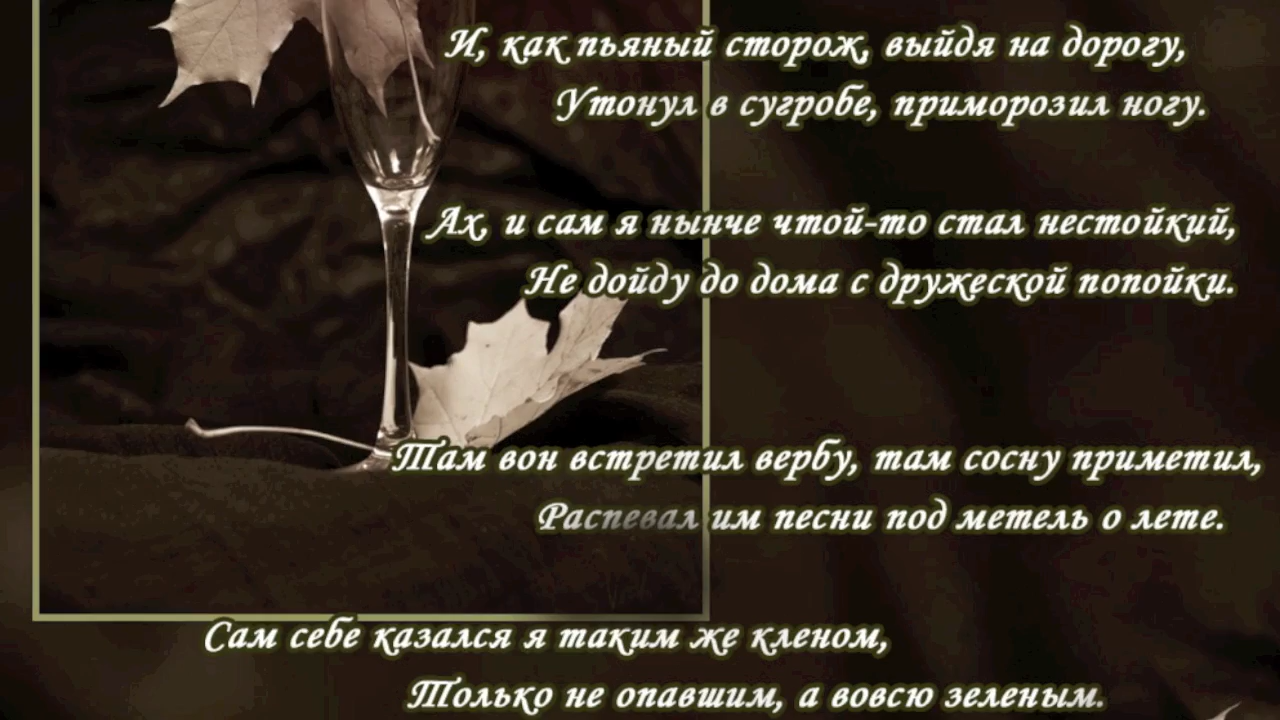 И, как пьяный сторож, выйдя на дорогу,
Утонул в сугробе, приморозил ногу.
Ах, и сам я нынче чтой-то стал нестойкий,
Не дойду до дома с дружеской попойки.
Там вон встретил вербу, там сосну приметил,
Распевал им песни под метель о лете.
Сам себе казался я таким же кленом,
Только не опавшим, а вовсю зеленым.